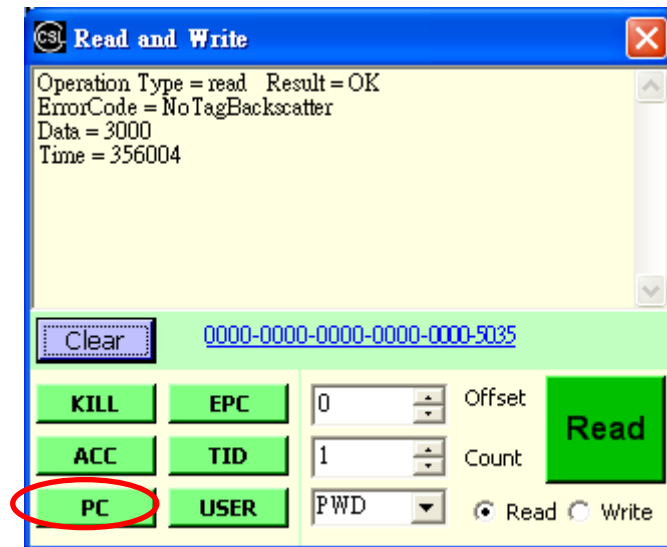 CSL Read and Write
Operation Type = read Result = OK
ErrorCode = NoTagBackscatter
Data = 3000
Time = 356004
Clear 0000-0000-0000-0000-0000-5035
KILL EPC 0 Offset
ACC TID 1 Count
Read
PC USER PWD Read Write